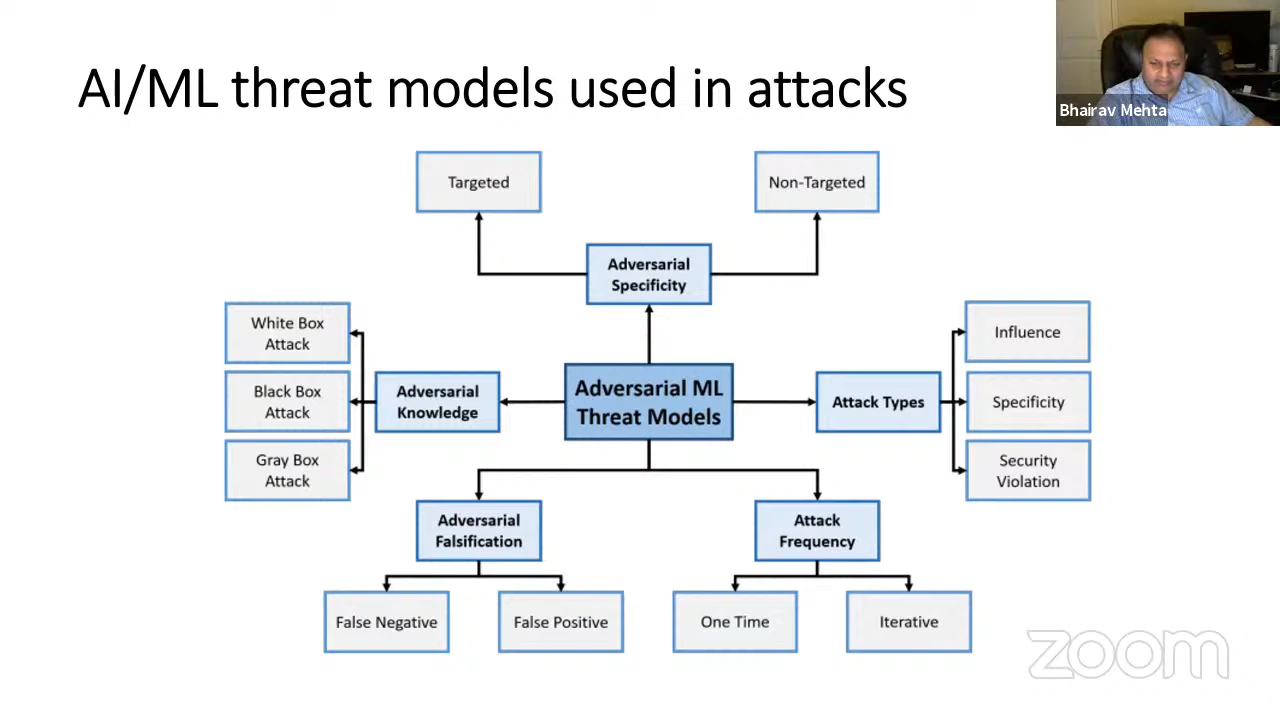 AI/ML threat models used in attacks
Bhairav Mehta
Targeted
Non-Targeted
Adversarial
Specificity
White Box
Attack
Black Box
Attack
Gray Box
Attack
Adversarial
Knowledge
Adversarial ML
Threat Models
Attack Types
Influence
Specificity
Security
Violation
Adversarial
Falsification
Attack
Frequency
False Negative
False Positive
One Time
Iterative
zoom